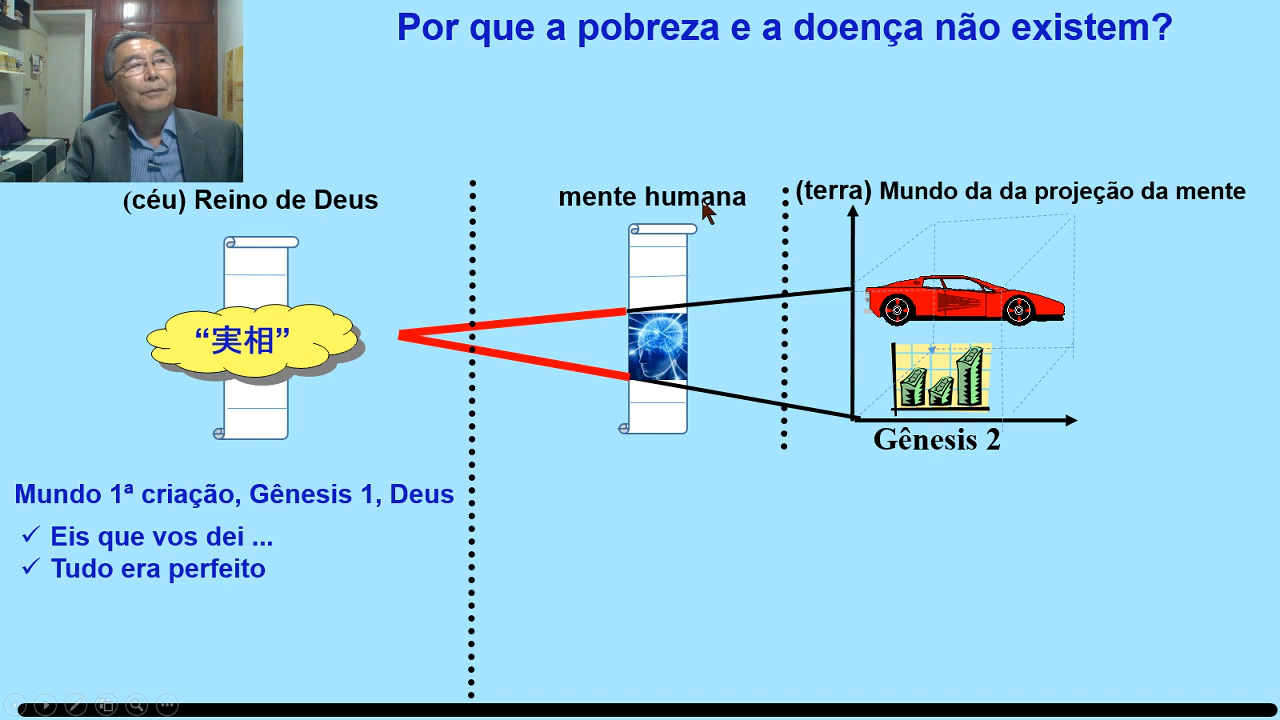 Por que a pobreza e a doença não existem?
(céu) Reino de Deus
mente humana
(terra) Mundo da da projeção da mente
“実相”
Gênesis 2
Mundo 1ª criação, Gênesis 1, Deus
✓ Eis que vos dei ...
✓ Tudo era perfeito